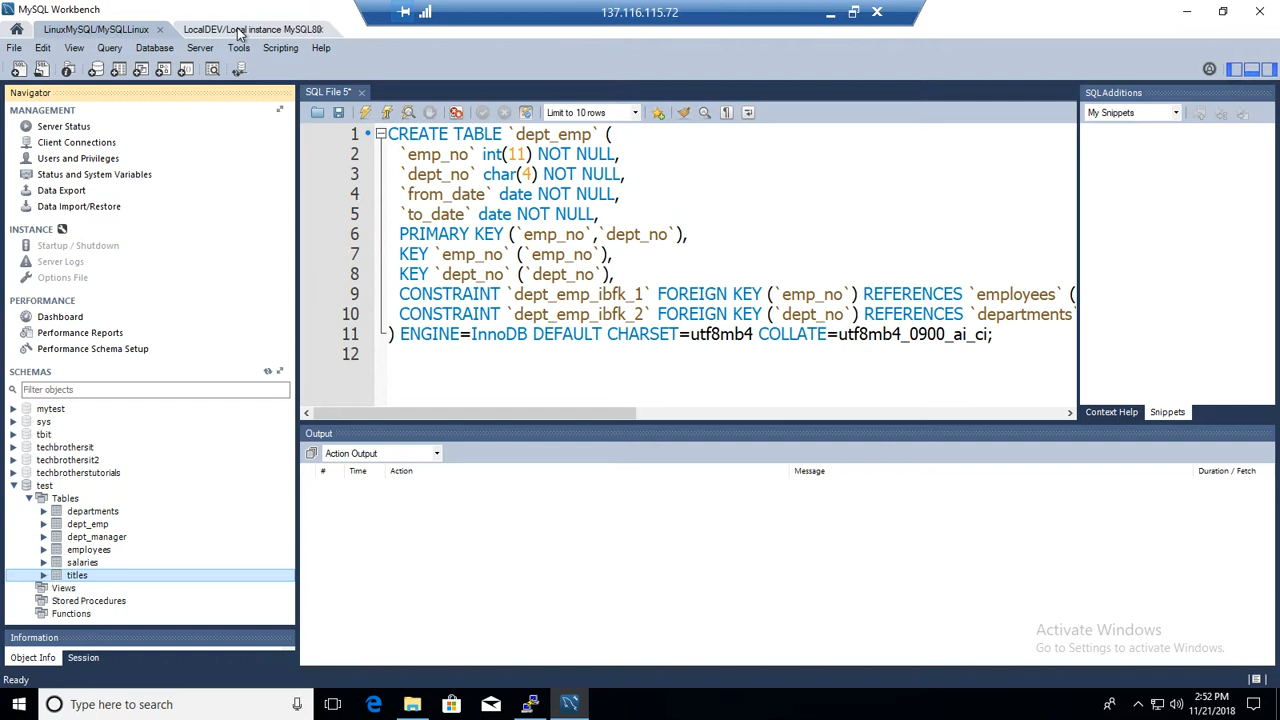 MySQL Workbench
137.116.115.72
LinuxMySQL/MySQLLinux
LocalDEV/Local instance MySQL80
File Edit View Query Database Server Tools Scripting Help
Navigator
MANAGEMENT
Server Status
Client Connections
Users and Privileges
Status and System Variables
Data Export
Data Import/Restore
INSTANCE
Startup / Shutdown
Server Logs
Options File
PERFORMANCE
Dashboard
Performance Reports
Performance Schema Setup
SCHEMAS
Filter objects
mytest
sys
tbit
techbrothersit
techbrothersit2
techbrotherstutorials
test
Tables
departments
dept_emp
dept_manager
employees
salaries
titles
Views
Stored Procedures
Functions
Information
Object Info Session
Ready
SQL File 5*
Limit to 10 rows
1 CREATE TABLE `dept_emp` (
2 `emp_no` int(11) NOT NULL,
3 `dept_no` char(4) NOT NULL,
4 `from_date` date NOT NULL,
5 `to_date` date NOT NULL,
6 PRIMARY KEY (`emp_no`,`dept_no`),
7 KEY `emp_no` (`emp_no`),
8 KEY `dept_no` (`dept_no`),
9 CONSTRAINT `dept_emp_ibfk_1` FOREIGN KEY (`emp_no`) REFERENCES `employees` (
10 CONSTRAINT `dept_emp_ibfk_2` FOREIGN KEY (`dept_no`) REFERENCES `departments`
11 ) ENGINE=InnoDB DEFAULT CHARSET=utf8mb4 COLLATE=utf8mb4_0900_ai_ci;
12
SQLAdditions
My Snippets
Context Help Snippets
Output
Action Output
# Time Action Message Duration / Fetch
Activate Windows
Go to Settings to activate Windows.
Type here to search
2:52 PM
11/21/2018